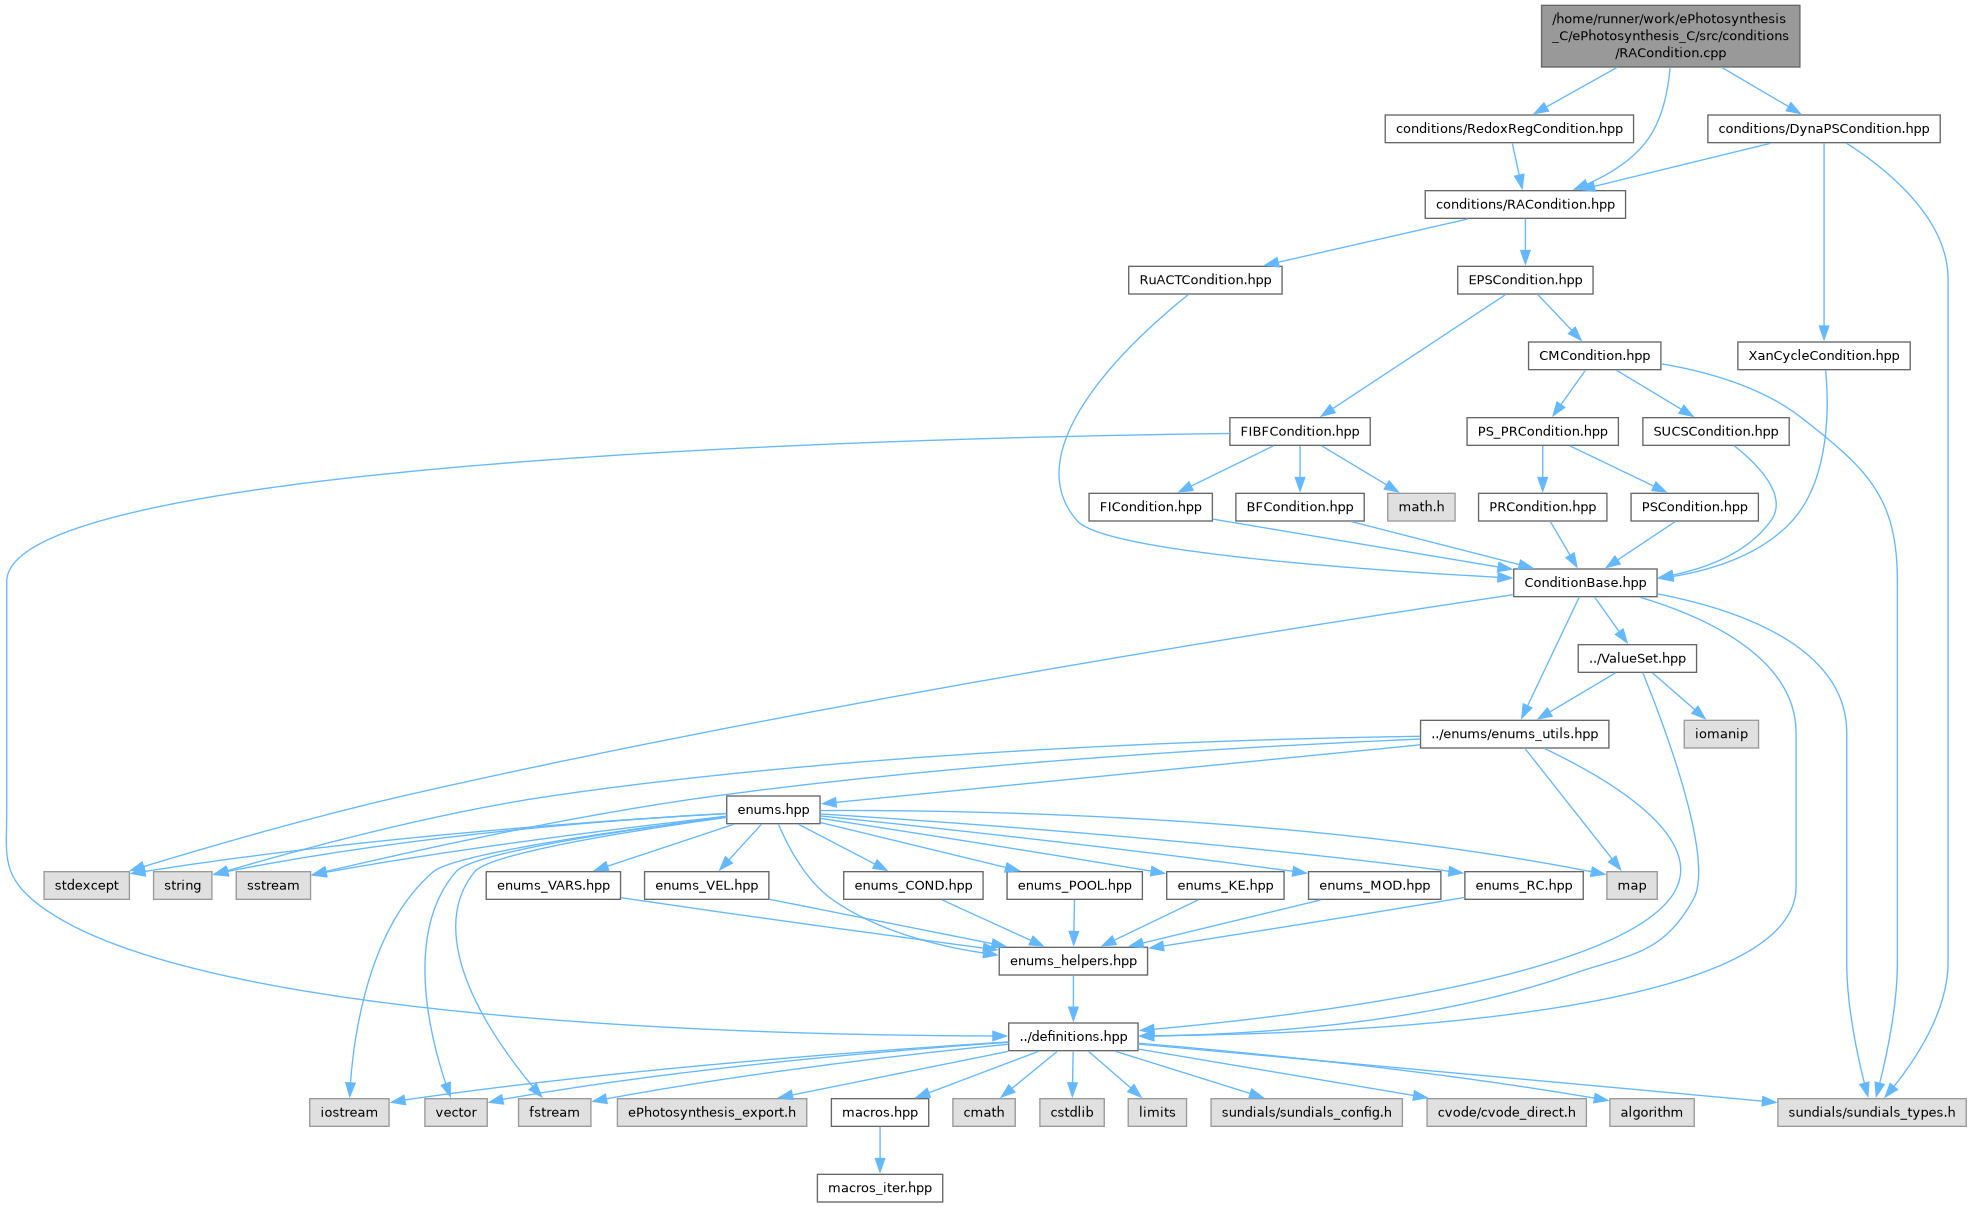 /home/runner/work/ePhotosynthesis
_C/ePhotosynthesis_C/src/conditions
/RACondition.cpp
conditions/RedoxRegCondition.hpp
conditions/DynaPSCondition.hpp
conditions/RACondition.hpp
RuACTCondition.hpp
EPSCondition.hpp
CMCondition.hpp
XanCycleCondition.hpp
FIBFCondition.hpp
PS_PRCondition.hpp
SUCSCondition.hpp
FICondition.hpp
BFCondition.hpp
math.h
PRCondition.hpp
PSCondition.hpp
ConditionBase.hpp
../ValueSet.hpp
../enums/enums_utils.hpp
iomanip
enums.hpp
stdexcept
string
sstream
enums_VARS.hpp
enums_VEL.hpp
enums_COND.hpp
enums_POOL.hpp
enums_KE.hpp
enums_MOD.hpp
enums_RC.hpp
map
enums_helpers.hpp
../definitions.hpp
iostream
vector
fstream
ePhotosynthesis_export.h
macros.hpp
cmath
cstdlib
limits
sundials/sundials_config.h
cvode/cvode_direct.h
algorithm
sundials/sundials_types.h
macros_iter.hpp